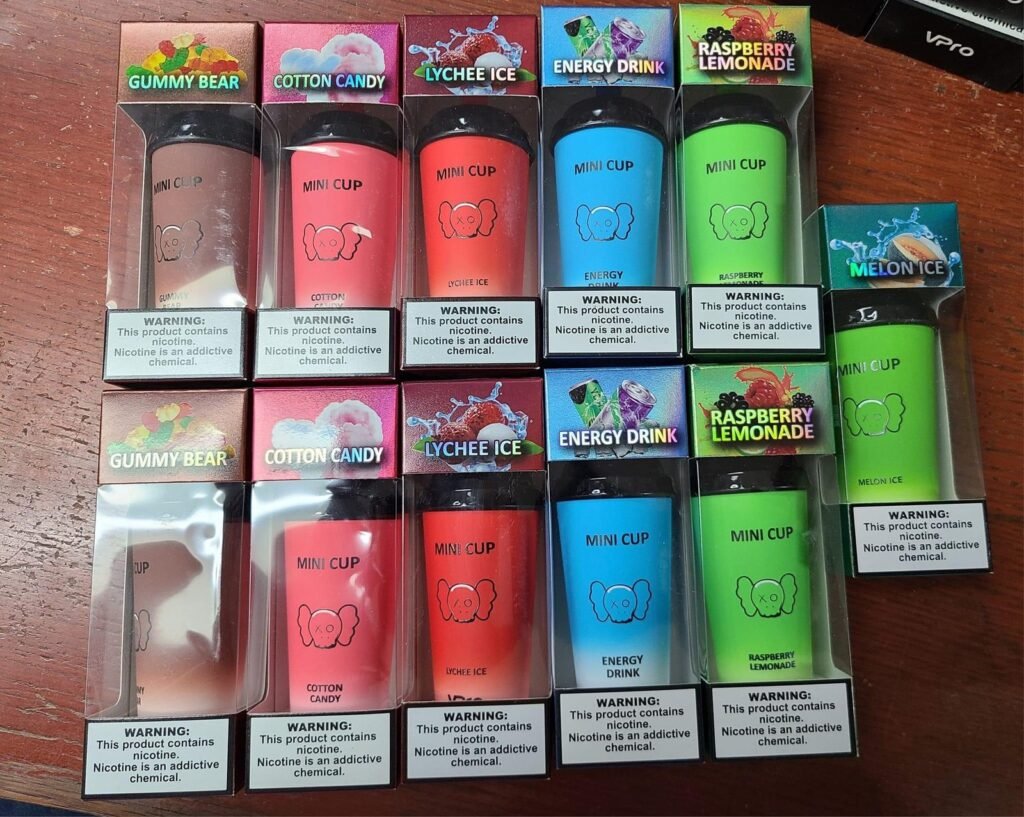 GUMMY BEAR
MINI CUP
GUMMY
BEAR
WARNING:
This product contains
nicotine.
Nicotine is an addictive
chemical.
COTTON CANDY
MINI CUP
COTTON
CANDY
WARNING:
This product contains
nicotine.
Nicotine is an addictive
chemical.
LYCHEE ICE
MINI CUP
LYCHEE ICE
WARNING:
This product contains
nicotine.
Nicotine is an addictive
chemical.
ENERGY DRINK
MINI CUP
ENERGY
DRINK
WARNING:
This product contains
nicotine.
Nicotine is an addictive
chemical.
RASPBERRY
LEMONADE
MINI CUP
RASPBERRY
LEMONADE
WARNING:
This product contains
nicotine.
Nicotine is an addictive
chemical.
vPro
MELON ICE
MINI CUP
MELON ICE
WARNING:
This product contains
nicotine.
Nicotine is an addictive
chemical.
GUMMY BEAR
CUP
WARNING:
This product contains
nicotine.
Nicotine is an addictive
chemical.
COTTON CANDY
MINI CUP
COTTON
CANDY
WARNING:
This product contains
nicotine.
Nicotine is an addictive
chemical.
LYCHEE ICE
MINI CUP
LYCHEE ICE
vPro
WARNING:
This product contains
nicotine.
Nicotine is an addictive
chemical.
ENERGY DRINK
MINI CUP
ENERGY
DRINK
WARNING:
This product contains
nicotine.
Nicotine is an addictive
chemical.
RASPBERRY
LEMONADE
MINI CUP
RASPBERRY
LEMONADE
WARNING:
This product contains
nicotine.
Nicotine is an addictive
chemical.